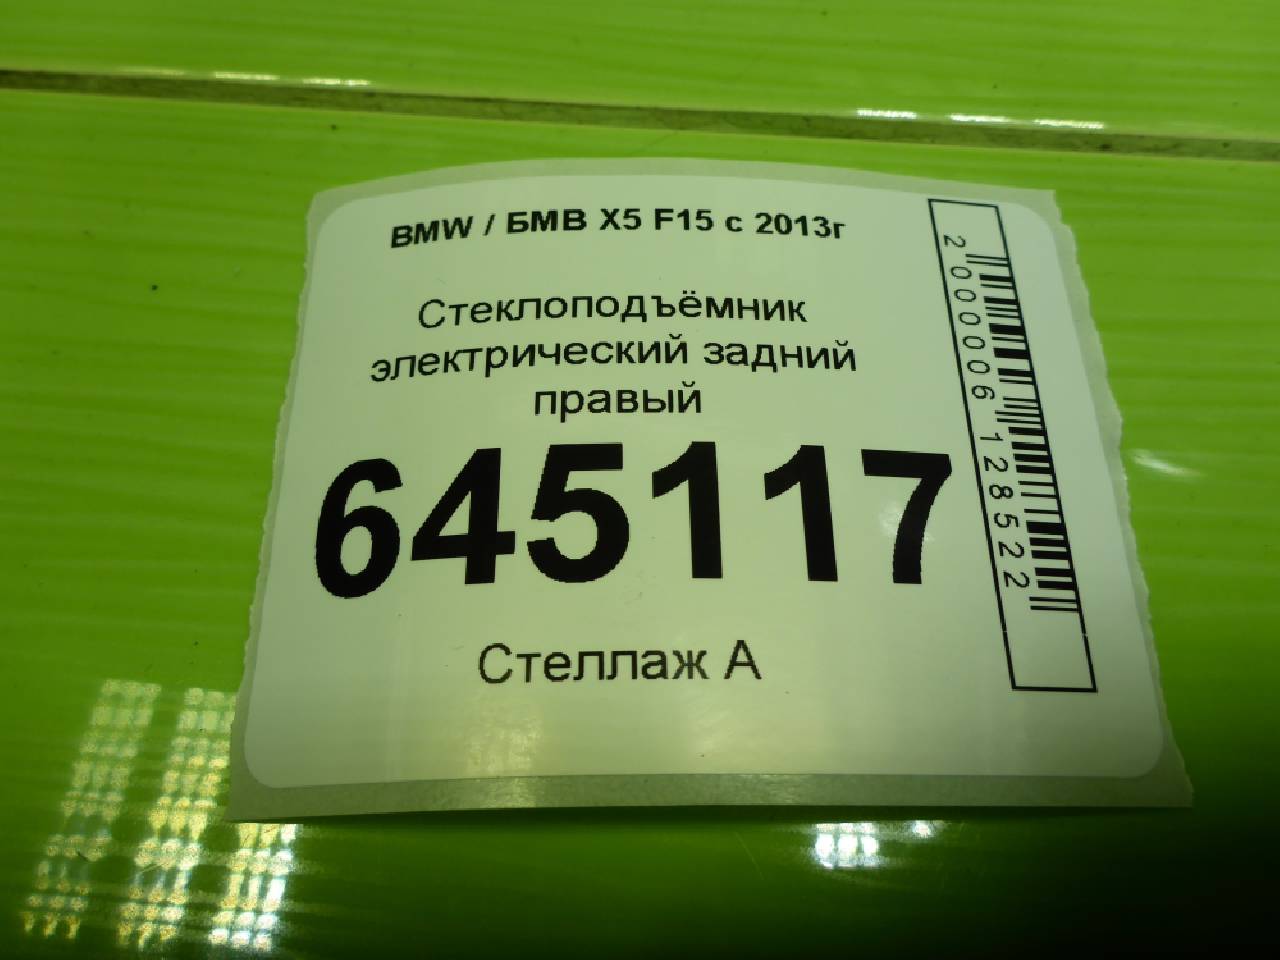 BMW / БМВ X5 F15 с 2013г
Стеклоподъёмник
электрический задний
правый
645117
Стеллаж А
2000006128522